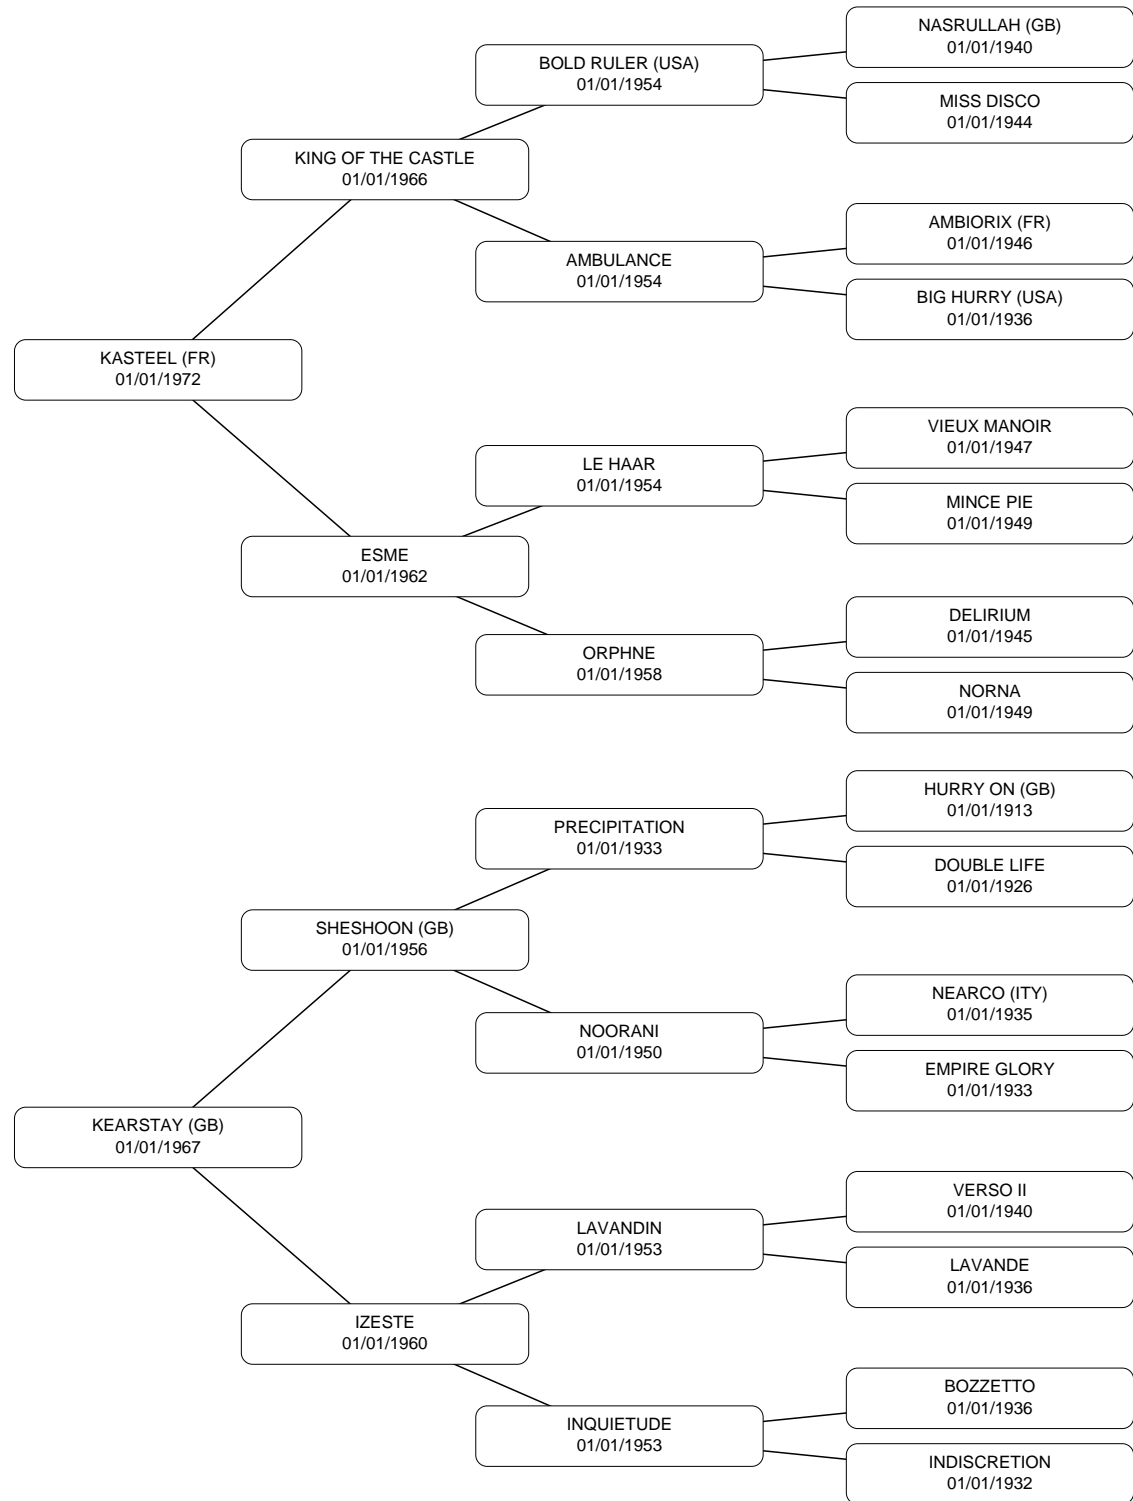 NASRULLAH (GB)
01/01/1940
BOLD RULER (USA)
01/01/1954
MISS DISCO
01/01/1944
KING OF THE CASTLE
01/01/1966
AMBIORIX (FR)
01/01/1946
AMBULANCE
01/01/1954
BIG HURRY (USA)
01/01/1936
KASTEEL (FR)
01/01/1972
VIEUX MANOIR
01/01/1947
LE HAAR
01/01/1954
MINCE PIE
01/01/1949
ESME
01/01/1962
DELIRIUM
01/01/1945
ORPHNE
01/01/1958
NORNA
01/01/1949
HURRY ON (GB)
01/01/1913
PRECIPITATION
01/01/1933
DOUBLE LIFE
01/01/1926
SHESHOON (GB)
01/01/1956
NEARCO (ITY)
01/01/1935
NOORANI
01/01/1950
EMPIRE GLORY
01/01/1933
KEARSTAY (GB)
01/01/1967
VERSO II
01/01/1940
LAVANDIN
01/01/1953
LAVANDE
01/01/1936
IZESTE
01/01/1960
BOZZETTO
01/01/1936
INQUIETUDE
01/01/1953
INDISCRETION
01/01/1932